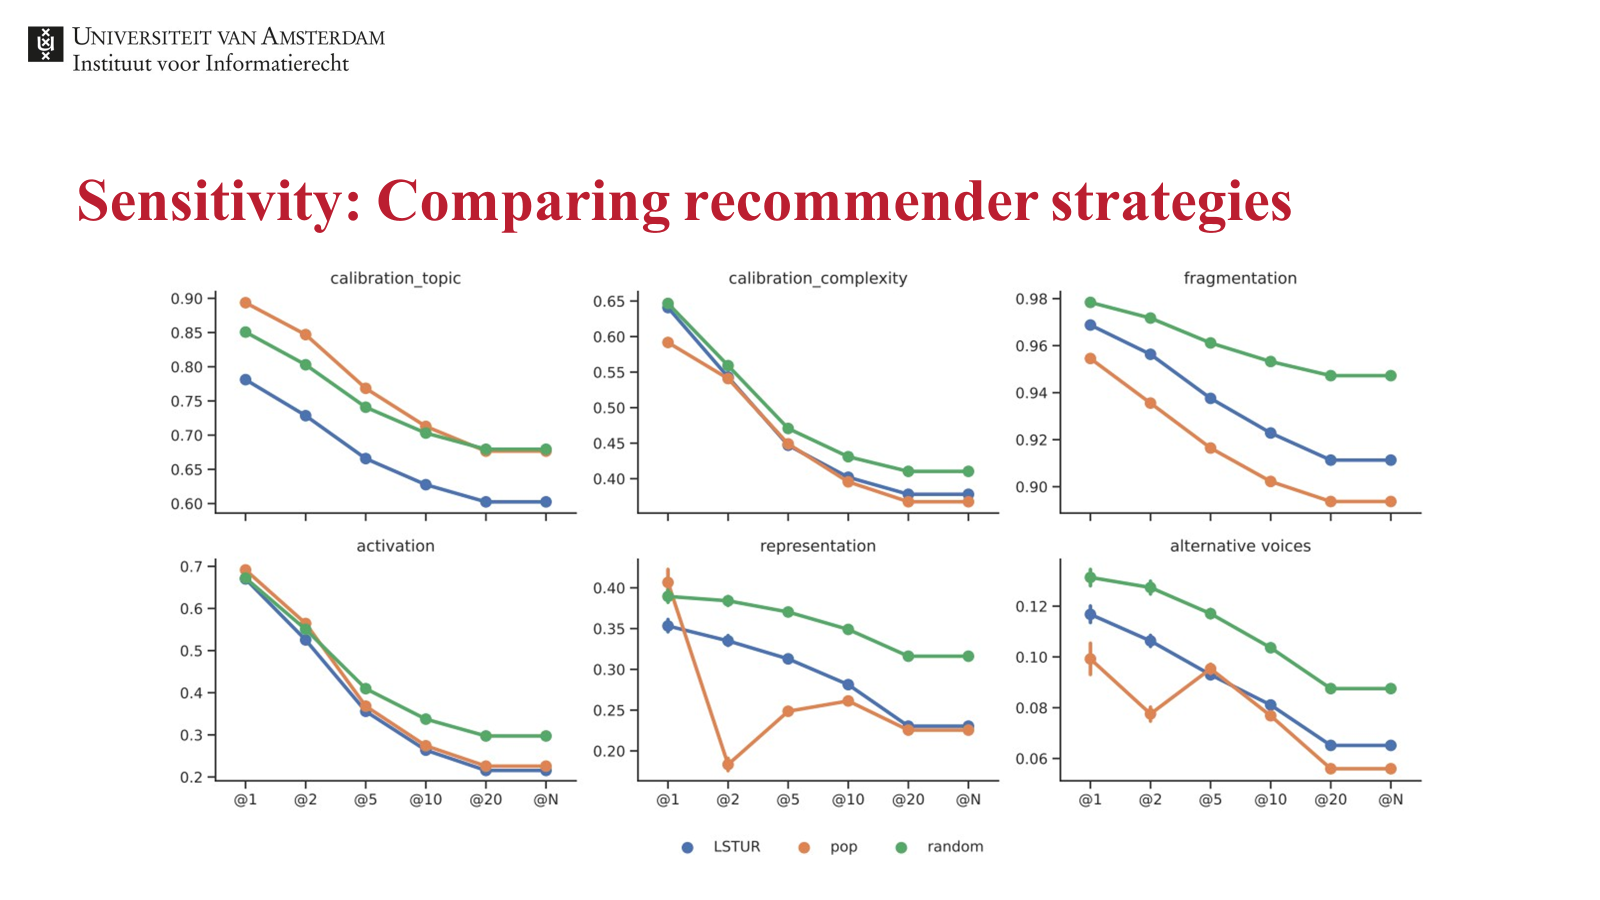 UNIVERSITEIT VAN AMSTERDAM
Instituut voor Informatierecht
Sensitivity: Comparing recommender strategies
calibration_topic
0.90
0.85
0.80
0.75
0.70
0.65
0.60
calibration_complexity
0.65
0.60
0.55
0.50
0.45
0.40
fragmentation
0.98
0.96
0.94
0.92
0.90
activation
0.7
0.6
0.5
0.4
0.3
0.2
@1 @2 @5 @10 @20 @N
representation
0.40
0.35
0.30
0.25
0.20
@1 @2 @5 @10 @20 @N
alternative voices
0.12
0.10
0.08
0.06
@1 @2 @5 @10 @20 @N
LSTUR pop random